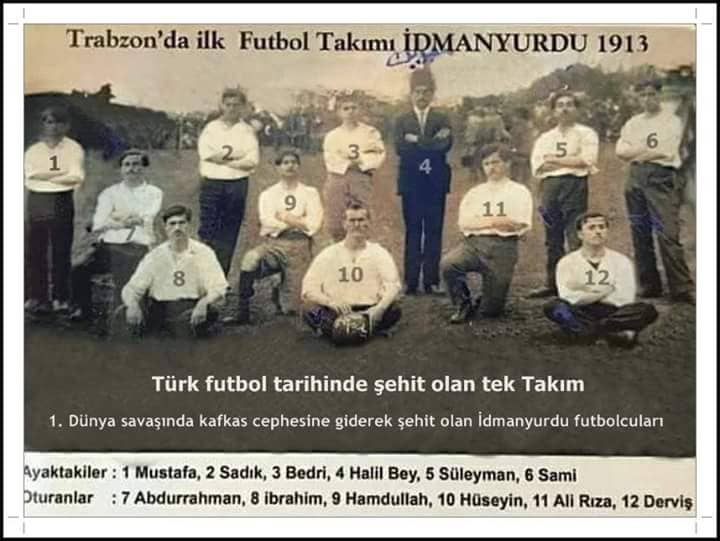 Trabzon'da ilk Futbol Takımı İDMANYURDU 1913
1
2
3
4
5
6
7
8
9
10
11
12
Türk futbol tarihinde şehit olan tek Takım
1. Dünya savaşında kafkas cephesine giderek şehit olan İdmanyurdu futbolcuları
Ayaktakiler : 1 Mustafa, 2 Sadık, 3 Bedri, 4 Halil Bey, 5 Süleyman, 6 Sami
Oturanlar : 7 Abdurrahman, 8 ibrahim, 9 Hamdullah, 10 Hüseyin, 11 Ali Rıza, 12 Derviş